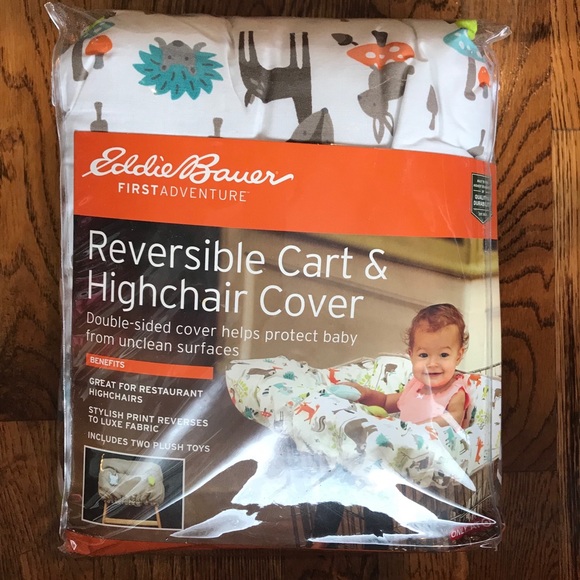 Eddie Bauer
FIRSTADVENTURE
Reversible Cart &
Highchair Cover
Double-sided cover helps protect baby
from unclean surfaces
BENEFITS
GREAT FOR RESTAURANT
HIGHCHAIRS
STYLISH PRINT REVERSES
TO LUXE FABRIC
INCLUDES TWO PLUSH TOYS